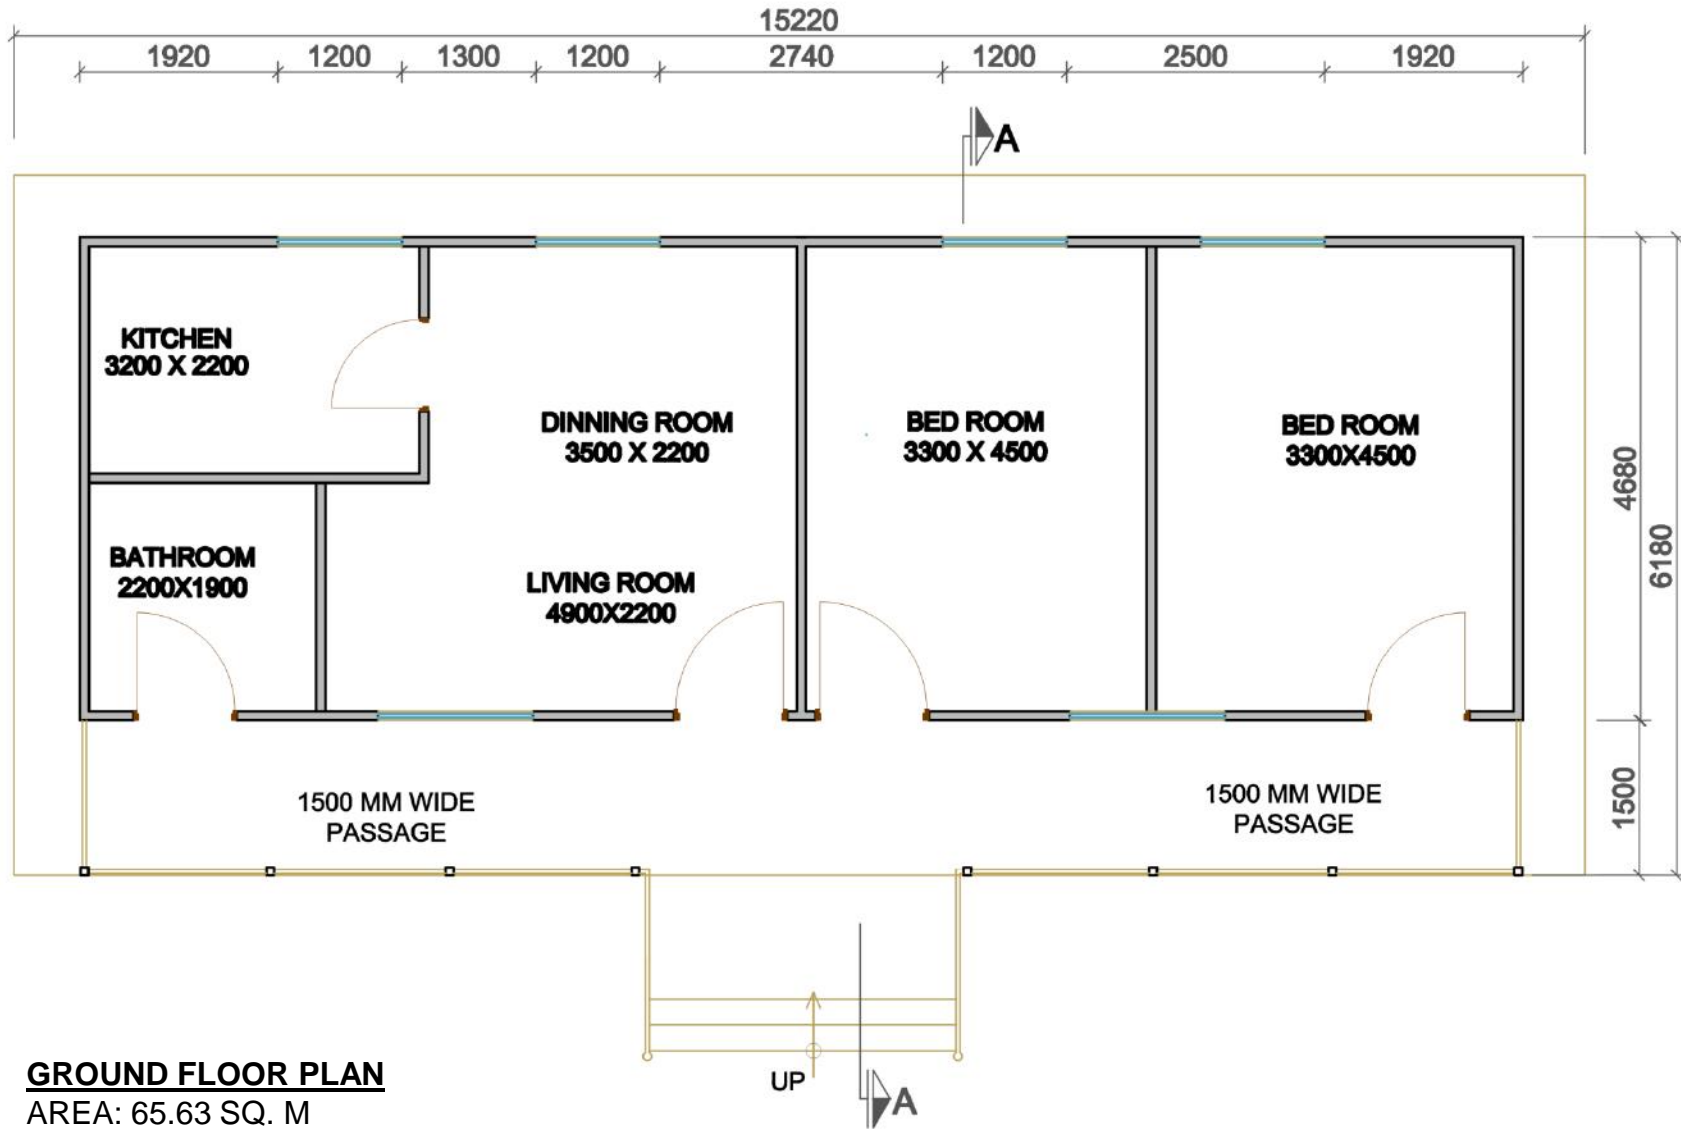 15220
1920 1200 1300 1200 2740 1200 2500 1920
A
KITCHEN
3200 X 2200
DINNING ROOM
3500 X 2200
BED ROOM
3300 X 4500
BED ROOM
3300X4500
4680
6180
BATHROOM
2200X1900
LIVING ROOM
4900X2200
1500 MM WIDE
PASSAGE
1500 MM WIDE
PASSAGE
1500
UP
A
GROUND FLOOR PLAN
AREA: 65.63 SQ. M